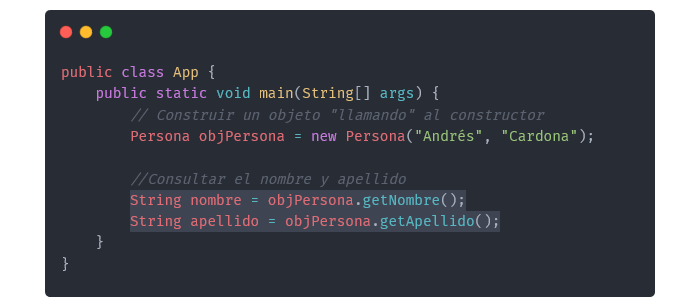 public class App {
    public static void main(String[] args) {
        // Construir un objeto "llamando" al constructor
        Persona objPersona = new Persona("Andrés", "Cardona");
        //Consultar el nombre y apellido
        String nombre = objPersona.getNombre();
        String apellido = objPersona.getApellido();
    }
}